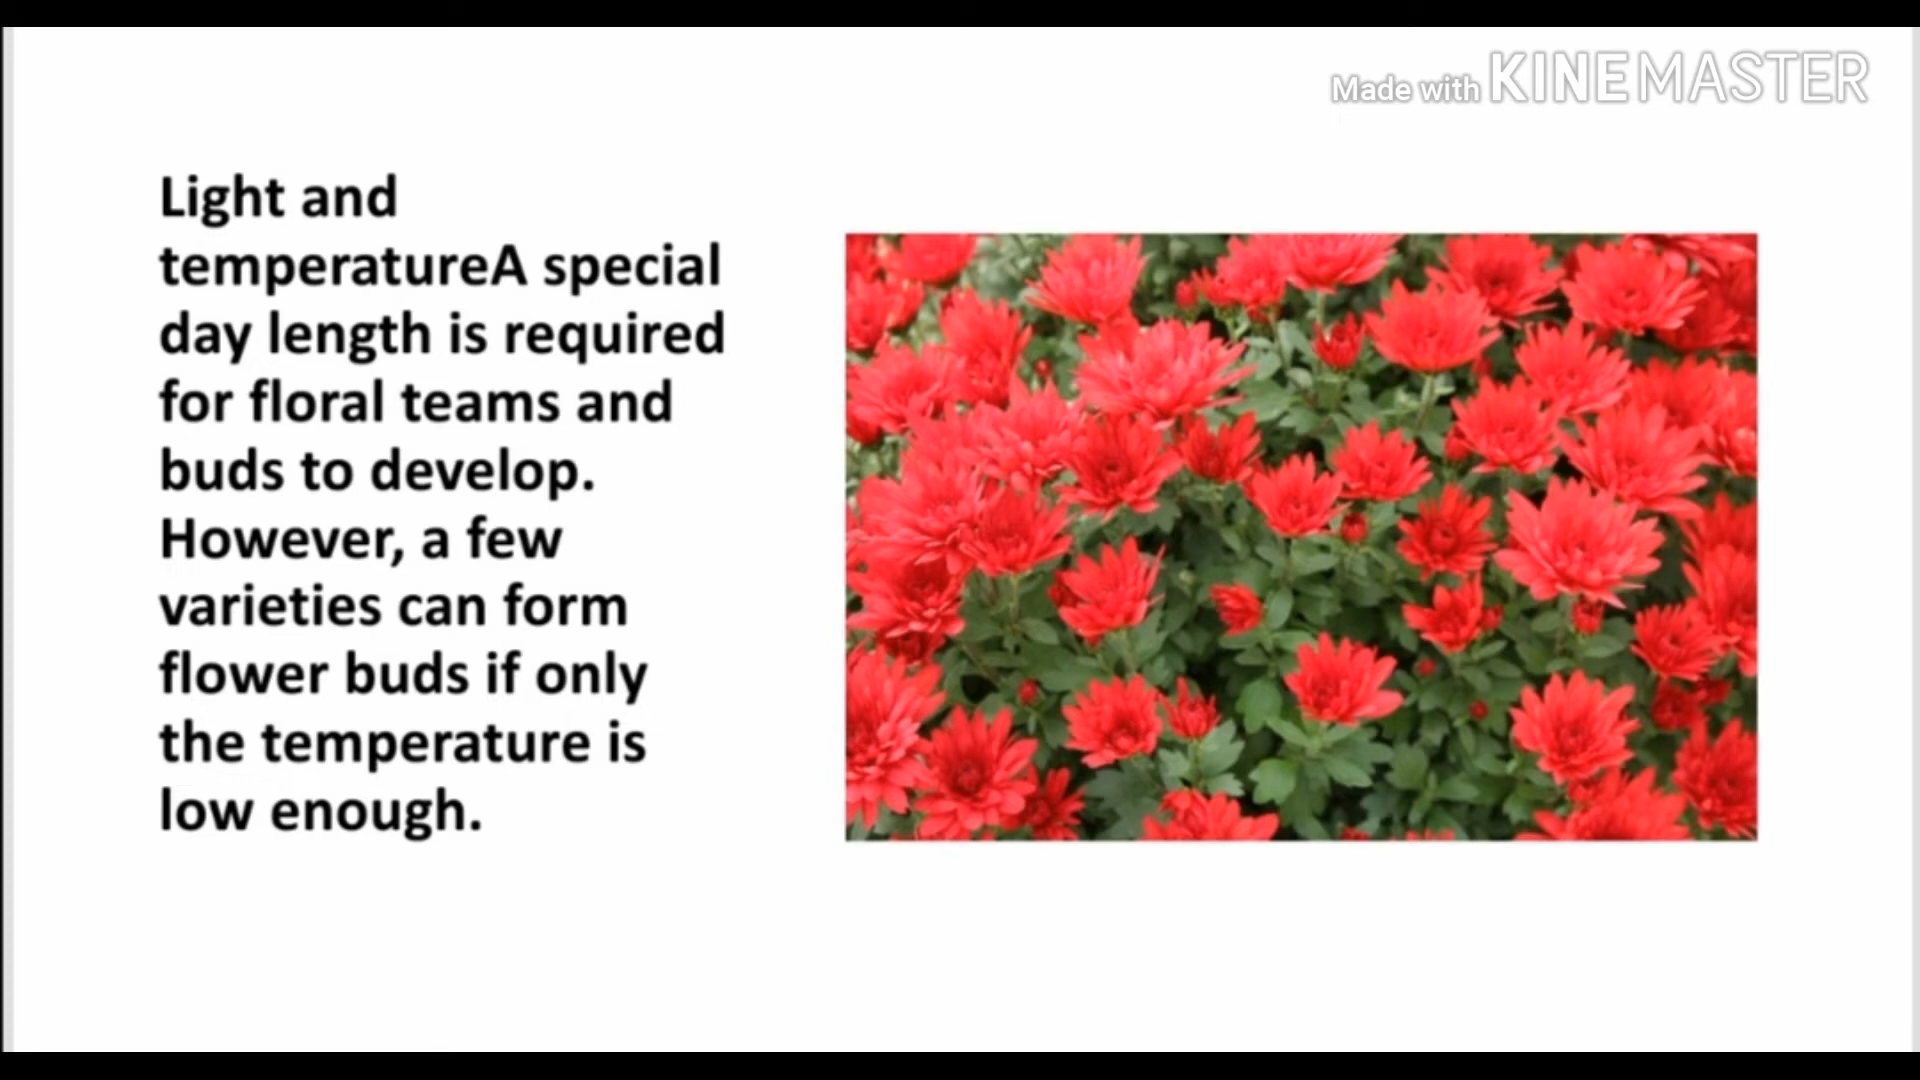 Made with KINEMASTER
Light and
temperatureA special
day length is required
for floral teams and
buds to develop.
However, a few
varieties can form
flower buds if only
the temperature is
low enough.